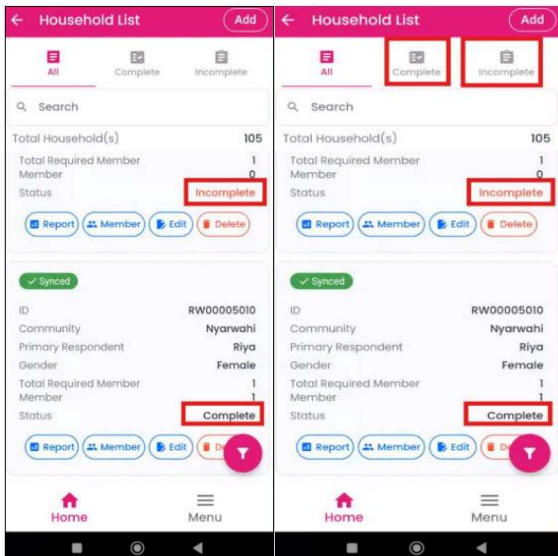 Household List Add
All Complete Incomplete
Search
Total Household(s) 105
Total Required Member 1
Member 0
Status Incomplete
Report Member Edit Delete
Synced
ID RW00005010
Community Nyarwahi
Primary Respondent Riya
Gender Female
Total Required Member 1
Member 1
Status Complete
Report Member Edit De
Home Menu
Household List Add
All Complete Incomplete
Search
Total Household(s) 105
Total Required Member 1
Member 0
Status Incomplete
Report Member Edit Delete
Synced
ID RW00005010
Community Nyarwahi
Primary Respondent Riya
Gender Female
Total Required Member 1
Member 1
Status Complete
Report Member Edit D
Home Menu